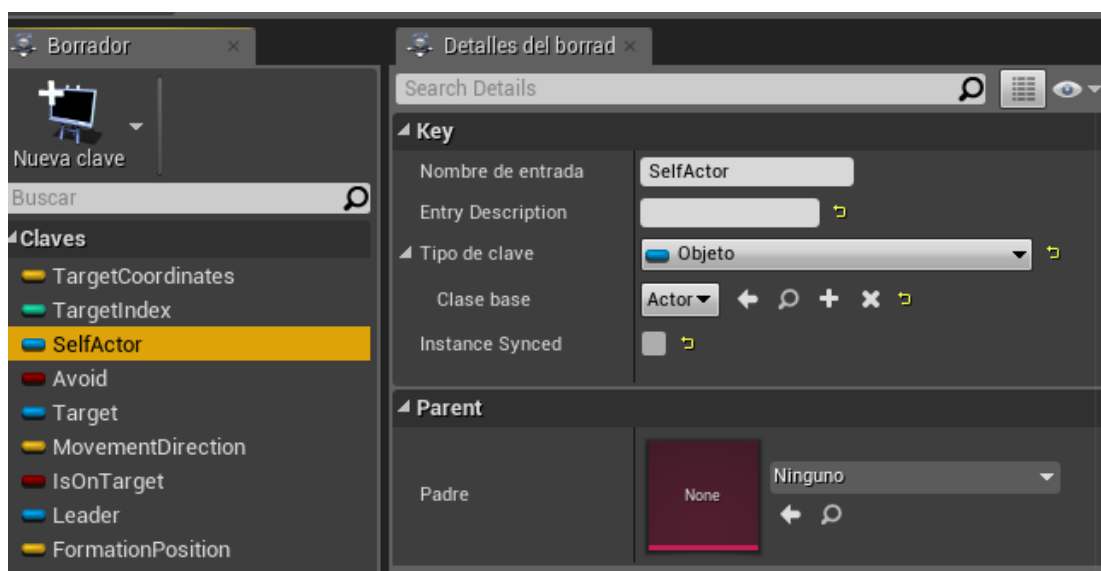 Borrador
Nueva clave
Buscar
Claves
TargetCoordinates
TargetIndex
SelfActor
Avoid
Target
MovementDirection
IsOnTarget
Leader
FormationPosition
Detalles del borrad
Search Details
Key
Nombre de entrada SelfActor
Entry Description
Tipo de clave Objeto
Clase base Actor
Instance Synced
Parent
Padre None Ninguno